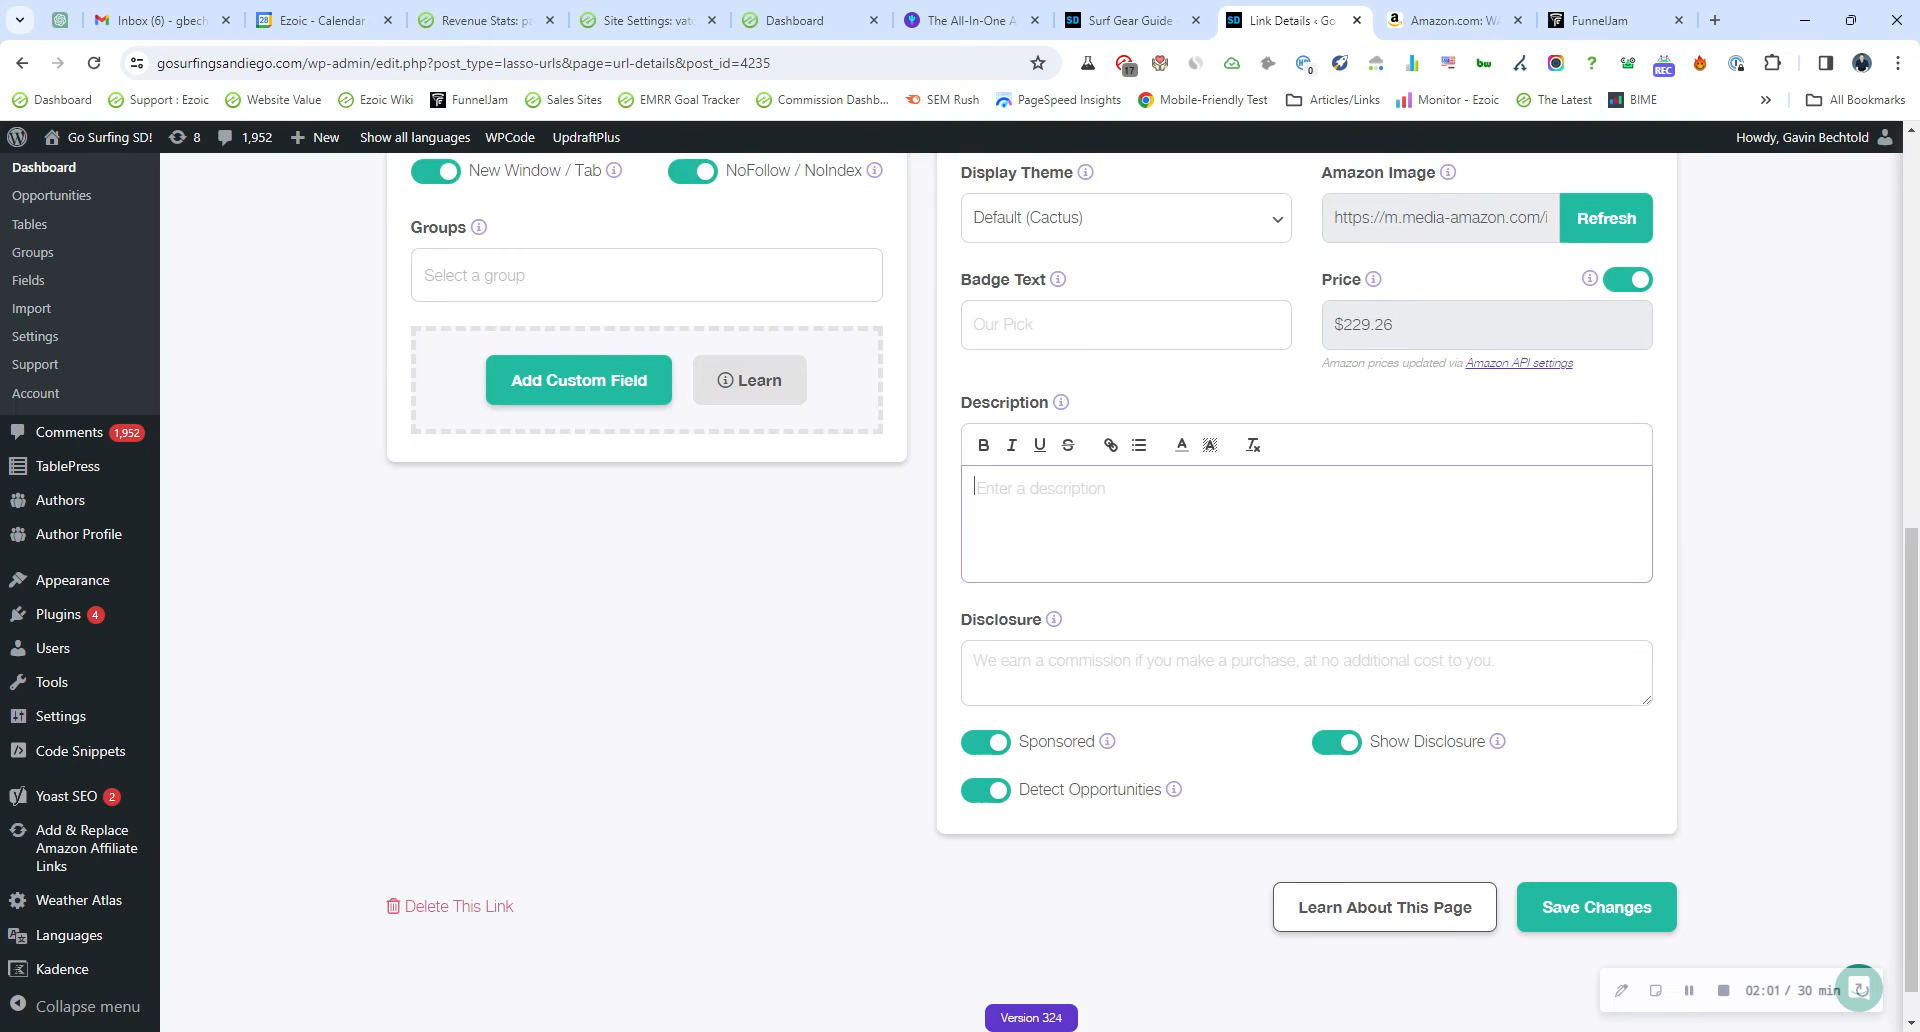 Inbox (6) - gbech
Ezoic - Calendar
Revenue Stats: p
Site Settings: vat
Dashboard
The All-In-One A
Surf Gear Guide
Link Details ‹ Go
Amazon.com: W
FunnelJam
gosurfingsandiego.com/wp-admin/edit.php?post_type=lasso-urls&page=url-details&post_id=4235
17
0
bw
REC
Dashboard
Support : Ezoic
Website Value
Ezoic Wiki
FunnelJam
Sales Sites
EMRR Goal Tracker
Commission Dashb...
SEM Rush
PageSpeed Insights
Mobile-Friendly Test
Articles/Links
Monitor - Ezoic
The Latest
BIME
All Bookmarks
Go Surfing SD!
8
1,952
New
Show all languages
WPCode
UpdraftPlus
Howdy, Gavin Bechtold
Dashboard
Opportunities
Tables
Groups
Fields
Import
Settings
Support
Account
Comments 1,952
TablePress
Authors
Author Profile
Appearance
Plugins 4
Users
Tools
Settings
Code Snippets
Yoast SEO 2
Add & Replace
Amazon Affiliate
Links
Weather Atlas
Languages
Kadence
Collapse menu
New Window / Tab
NoFollow / NoIndex
Groups
Select a group
Add Custom Field
Learn
Display Theme
Default (Cactus)
Amazon Image
https://m.media-amazon.com/i
Refresh
Badge Text
Our Pick
Price
$229.26
Amazon prices updated via Amazon API settings
Description
B I U S
Enter a description
Disclosure
We earn a commission if you make a purchase, at no additional cost to you.
Sponsored
Show Disclosure
Detect Opportunities
Delete This Link
Learn About This Page
Save Changes
02:01 / 30 min
Version 324